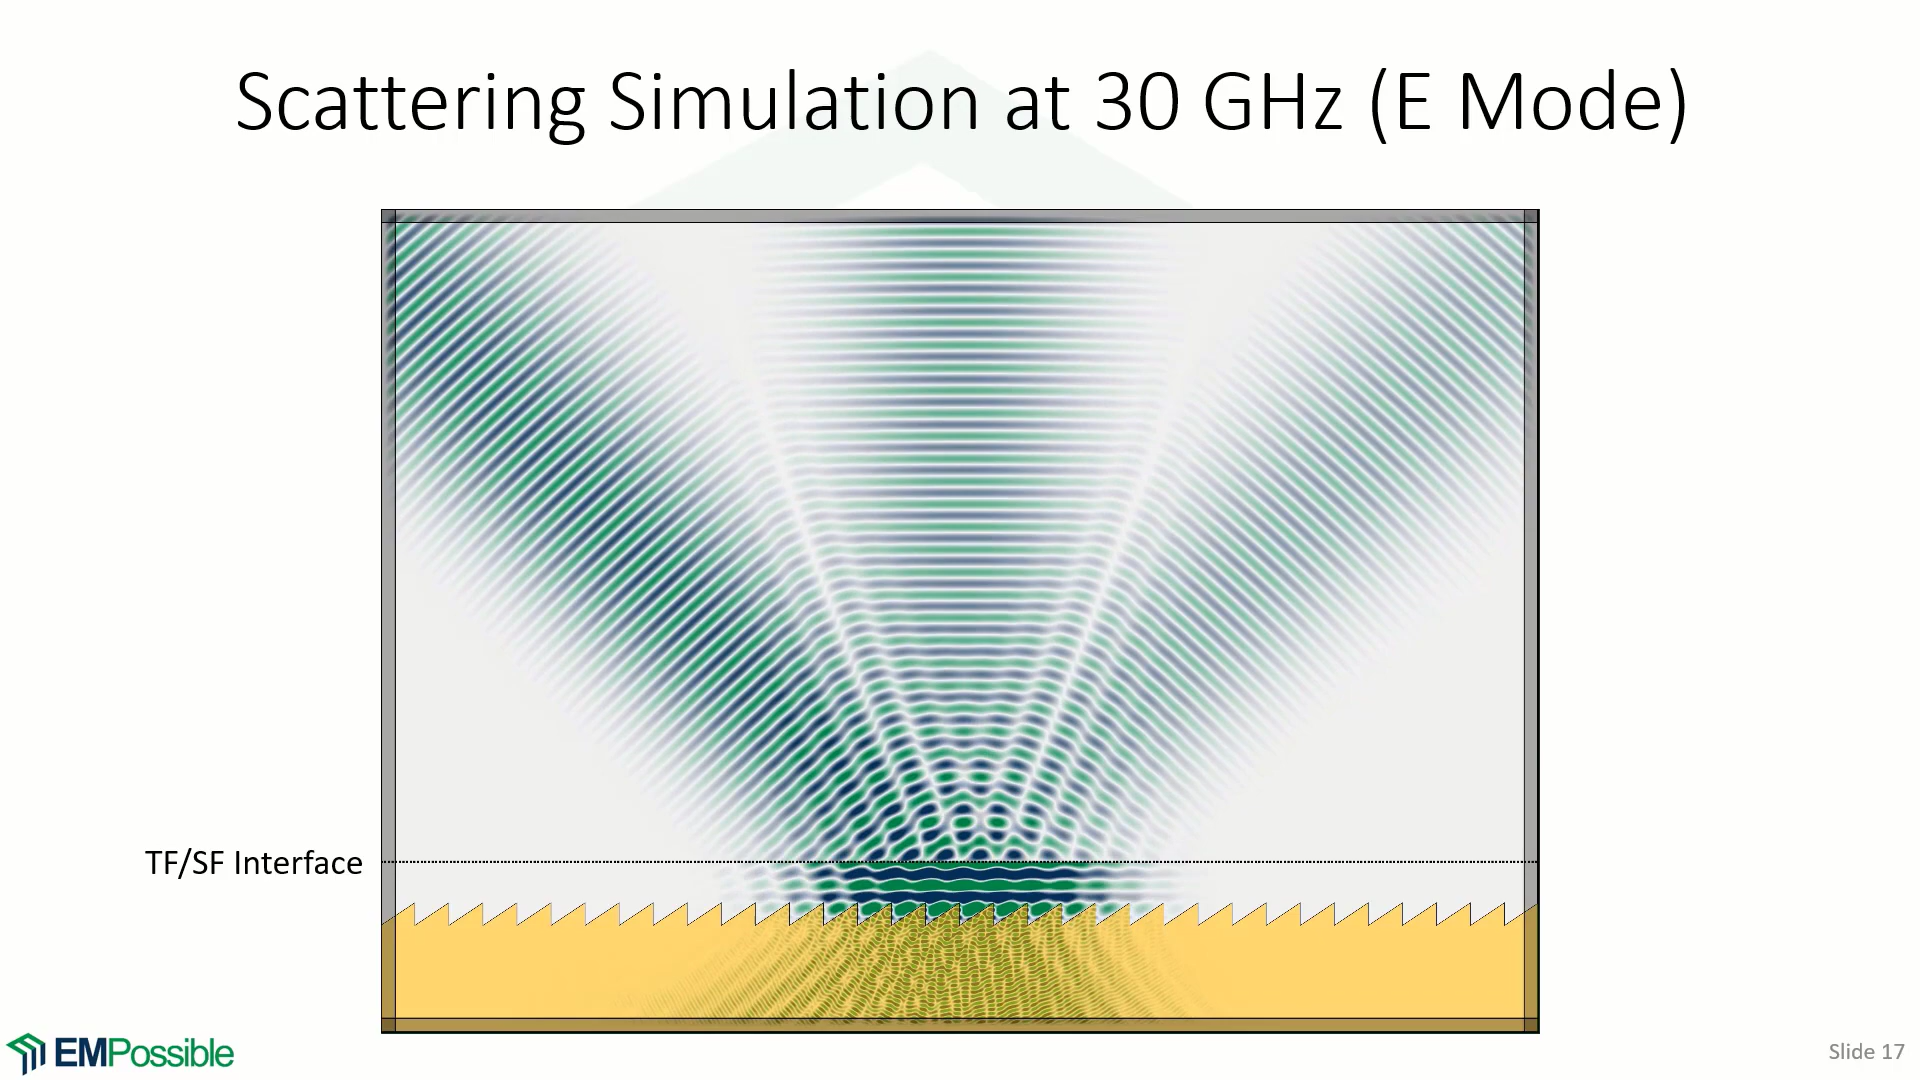 Scattering Simulation at 30 GHz (E Mode)
TF/SF Interface
EMPossible
Slide 17